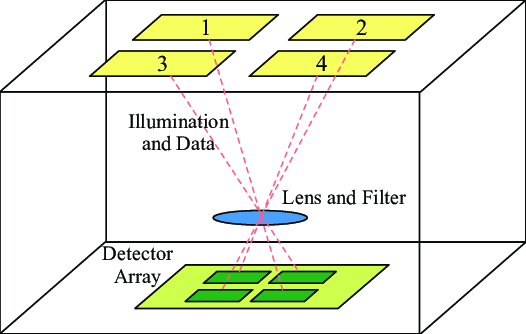 1
2
3
4
Illumination
and Data
Lens and Filter
Detector
Array